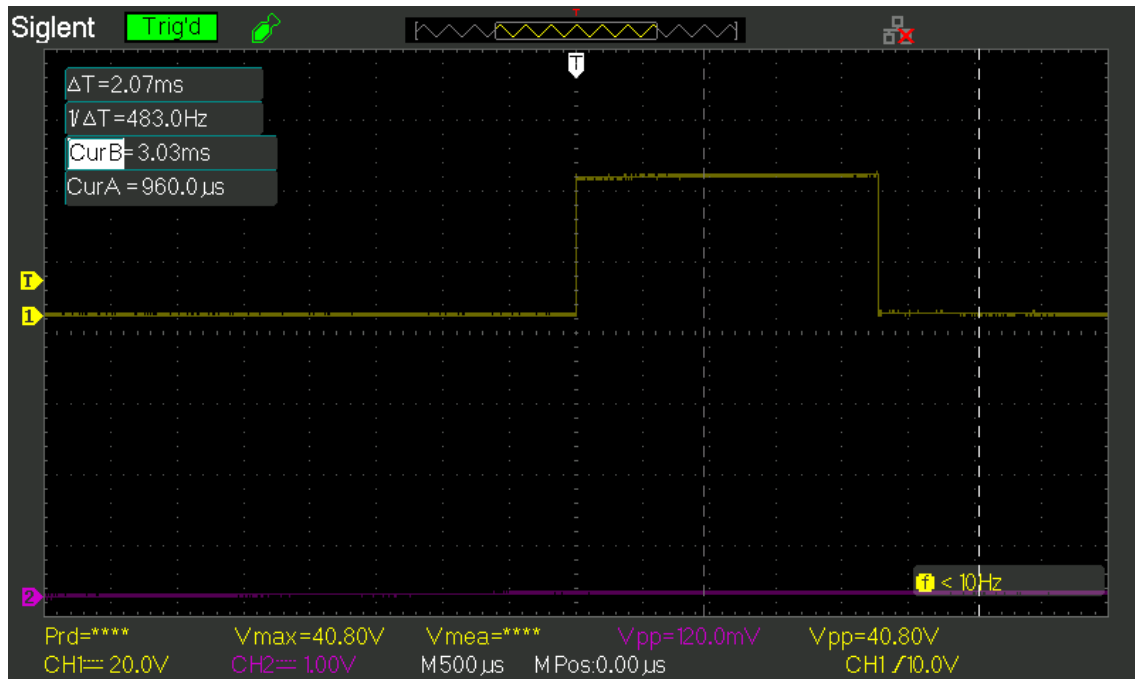 Siglent Trig'd
T
T
ΔT=2.07ms
1/ΔT=483.0Hz
CurB=3.03ms
CurA=960.0µs
T
1
2
f < 10Hz
Prd=**** Vmax=40.80V Vmea=**** Vpp=120.0mV Vpp=40.80V
CH1 20.0V CH2 1.00V M 500µs M Pos:0.00µs CH1 /10.0V